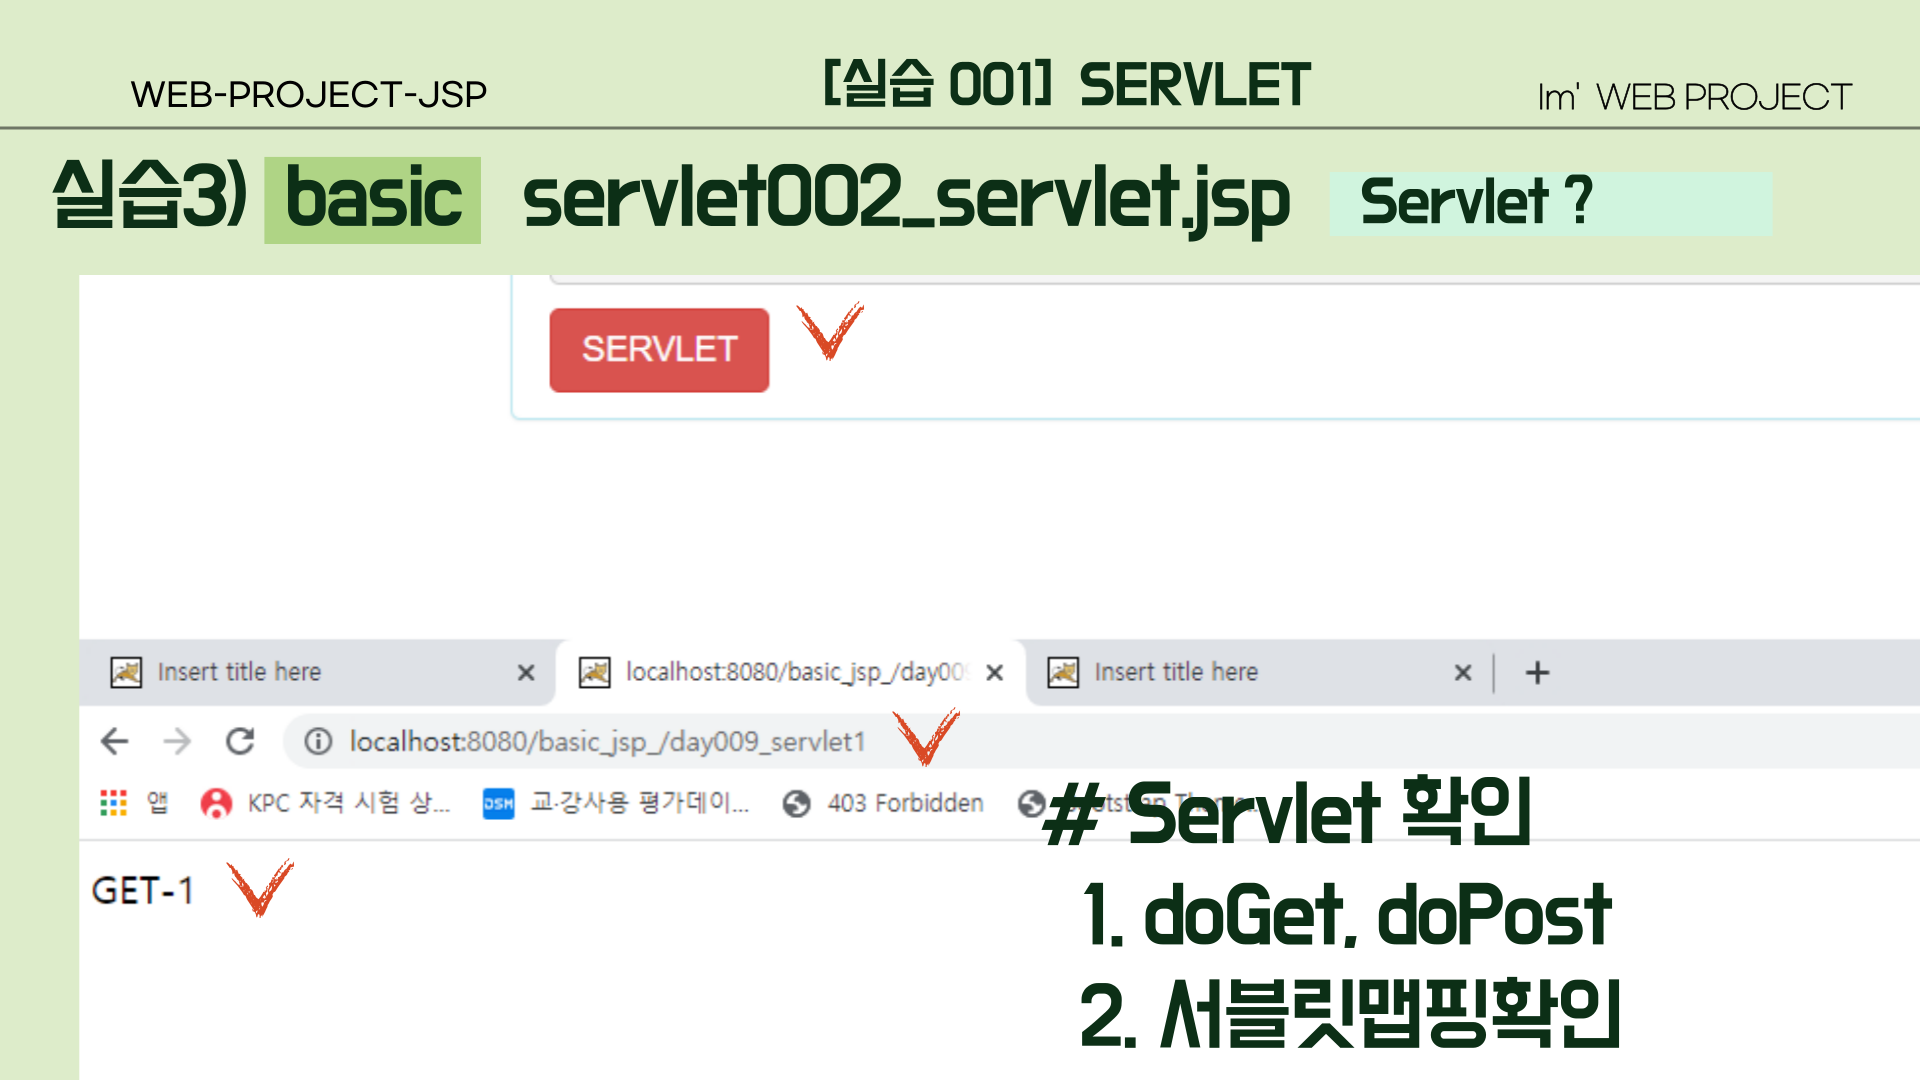 WEB-PROJECT-JSP
[실습 001] SERVLET
Im' WEB PROJECT
실습3) basic servlet002_servlet.jsp Servlet ?
SERVLET
Insert title here
localhost:8080/basic_jsp_/day009
Insert title here
localhost:8080/basic_jsp_/day009_servlet1
앱 KPC 자격 시험 상... 교·강사용 평가데이... 403 Forbidden
# Servlet 확인
GET-1
1. doGet, doPost
2. 서블릿맵핑확인